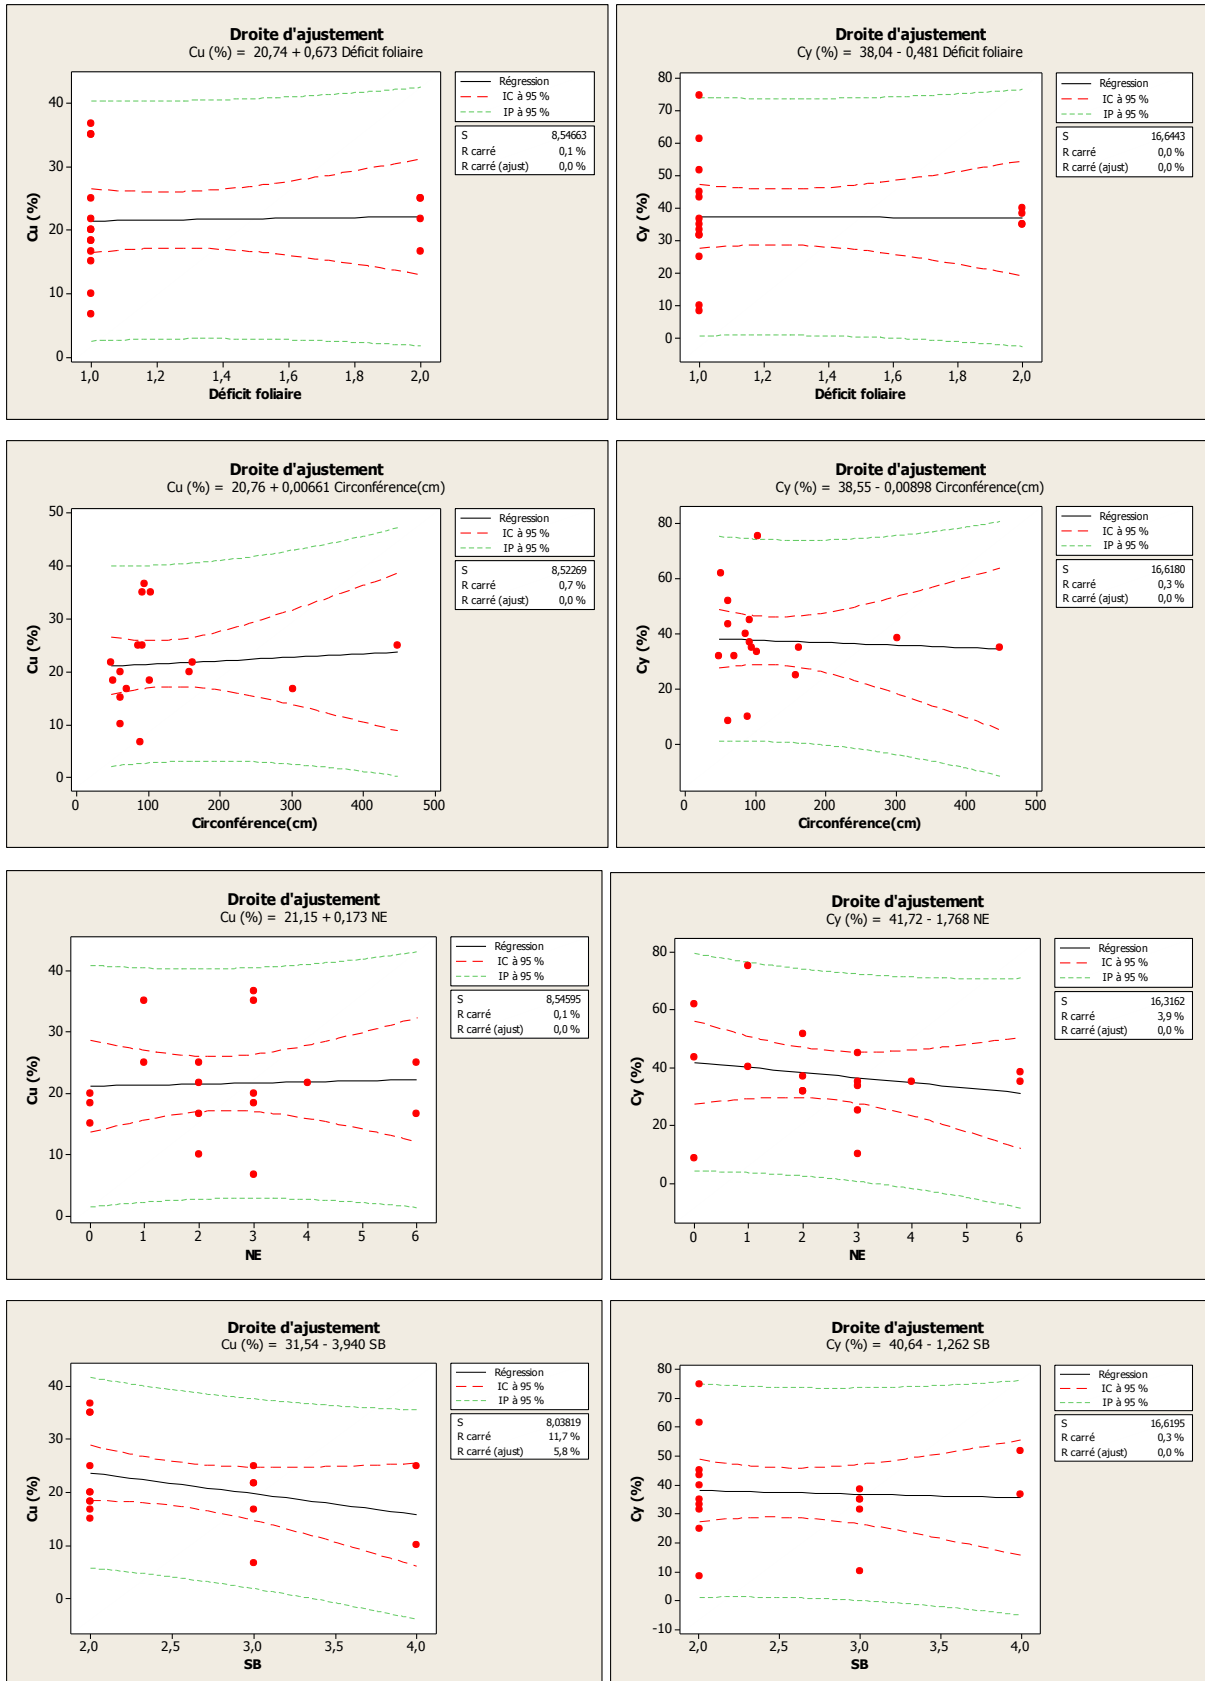 Droite d'ajustement
Cu (%) = 20,74 + 0,673 Déficit foliaire
40
30
20
10
0
Cu (%)
1,0 1,2 1,4 1,6 1,8 2,0
Déficit foliaire
Régression
IC à 95 %
IP à 95 %
S 8,54663
R carré 0,1 %
R carré (ajust) 0,0 %
Droite d'ajustement
Cy (%) = 38,04 - 0,481 Déficit foliaire
80
70
60
50
40
30
20
10
0
Cy (%)
1,0 1,2 1,4 1,6 1,8 2,0
Déficit foliaire
Régression
IC à 95 %
IP à 95 %
S 16,6443
R carré 0,0 %
R carré (ajust) 0,0 %
Droite d'ajustement
Cu (%) = 20,76 + 0,00661 Circonférence(cm)
50
40
30
20
10
0
Cu (%)
0 100 200 300 400 500
Circonférence(cm)
Régression
IC à 95 %
IP à 95 %
S 8,52269
R carré 0,7 %
R carré (ajust) 0,0 %
Droite d'ajustement
Cy (%) = 38,55 - 0,00898 Circonférence(cm)
80
60
40
20
0
Cy (%)
0 100 200 300 400 500
Circonférence(cm)
Régression
IC à 95 %
IP à 95 %
S 16,6180
R carré 0,3 %
R carré (ajust) 0,0 %
Droite d'ajustement
Cu (%) = 21,15 + 0,173 NE
40
30
20
10
0
Cu (%)
0 1 2 3 4 5 6
NE
Régression
IC à 95 %
IP à 95 %
S 8,54595
R carré 0,1 %
R carré (ajust) 0,0 %
Droite d'ajustement
Cy (%) = 41,72 - 1,768 NE
80
60
40
20
0
Cy (%)
0 1 2 3 4 5 6
NE
Régression
IC à 95 %
IP à 95 %
S 16,3162
R carré 3,9 %
R carré (ajust) 0,0 %
Droite d'ajustement
Cu (%) = 31,54 - 3,940 SB
40
30
20
10
0
Cu (%)
2,0 2,5 3,0 3,5 4,0
SB
Régression
IC à 95 %
IP à 95 %
S 8,03819
R carré 11,7 %
R carré (ajust) 5,8 %
Droite d'ajustement
Cy (%) = 40,64 - 1,262 SB
80
70
60
50
40
30
20
10
0
-10
Cy (%)
2,0 2,5 3,0 3,5 4,0
SB
Régression
IC à 95 %
IP à 95 %
S 16,6195
R carré 0,3 %
R carré (ajust) 0,0 %